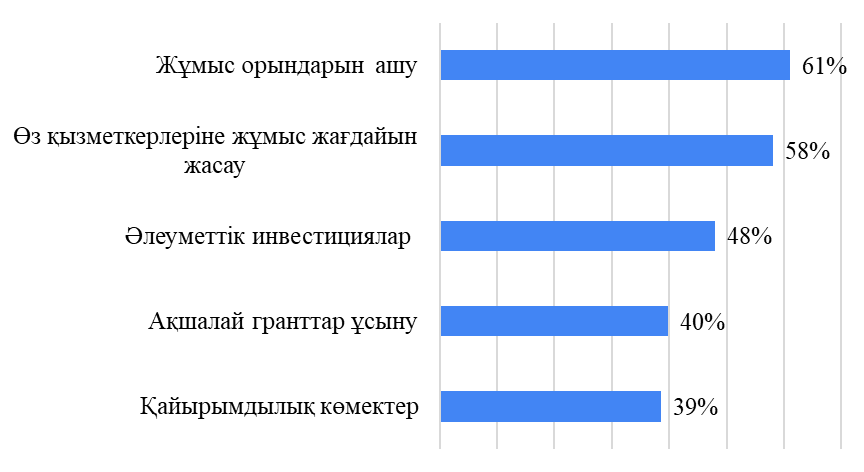 Жұмыс орындарын ашу
61%
Өз қызметкерлеріне жұмыс жағдайын
жасау
58%
Әлеуметтік инвестициялар
48%
Ақшалай гранттар ұсыну
40%
Қайырымдылық көмектер
39%